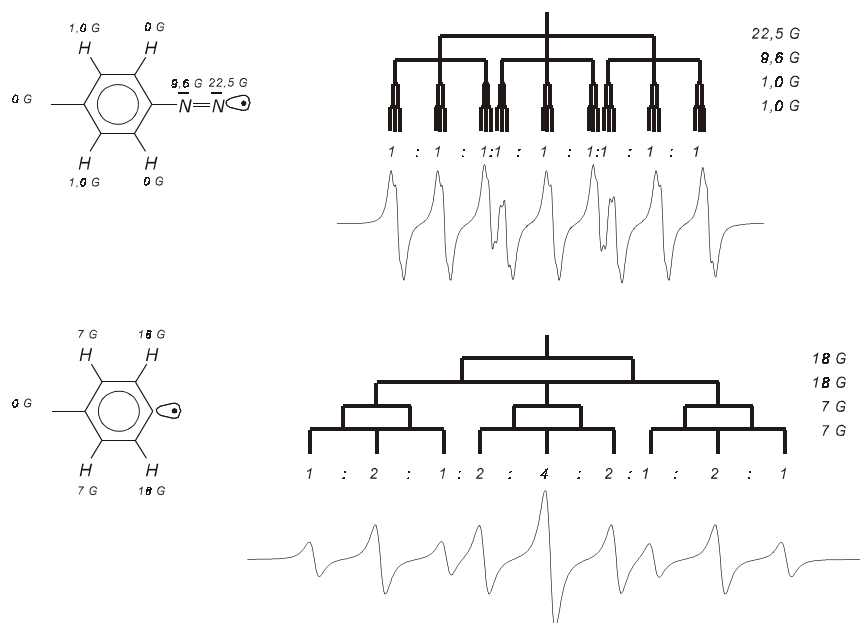 1,0 G 0 G
H H
0 G
9,6 G 22,5 G
N=N
H H
1,0 G 0 G
22,5 G
9,6 G
1,0 G
1,0 G
1 : 1 : 1:1 : 1 : 1:1 : 1 : 1
7 G 18 G
H H
0 G
H H
7 G 18 G
18 G
18 G
7 G
7 G
1 : 2 : 1 : 2 : 4 : 2 : 1 : 2 : 1